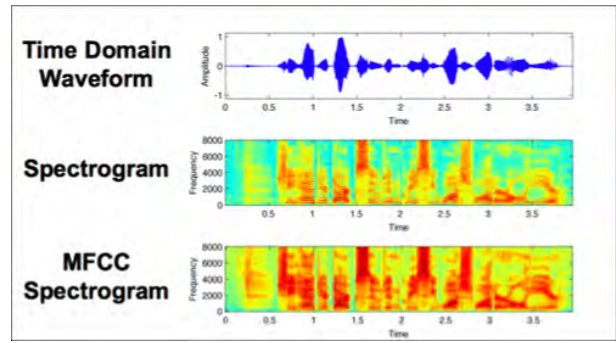 Time Domain
Waveform
Amplitude
1
0
-1
0 0.5 1 1.5 2 2.5 3 3.5
Time
Spectrogram
Frequency
8000
6000
4000
2000
0
0.5 1 1.5 2 2.5 3 3.5
Time
MFCC
Spectrogram
Frequency
8000
6000
4000
2000
0
0 0.5 1 1.5 2 2.5 3 3.5
Time